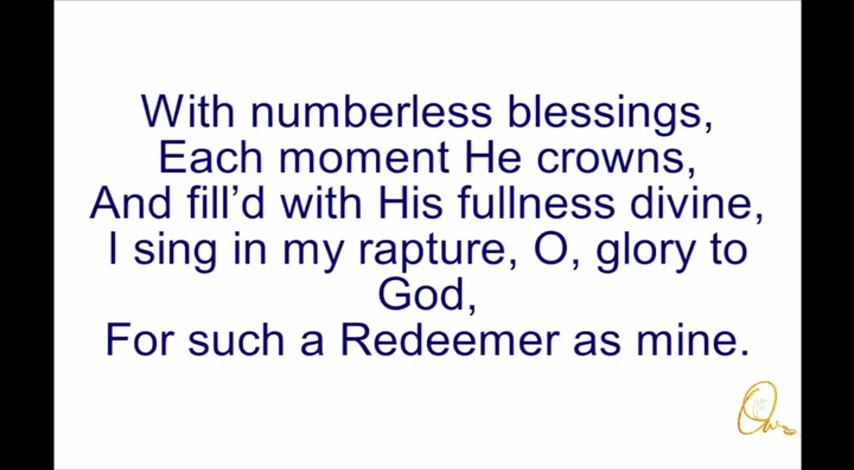 With numberless blessings,
Each moment He crowns,
And fill’d with His fullness divine,
I sing in my rapture, O, glory to
God,
For such a Redeemer as mine.